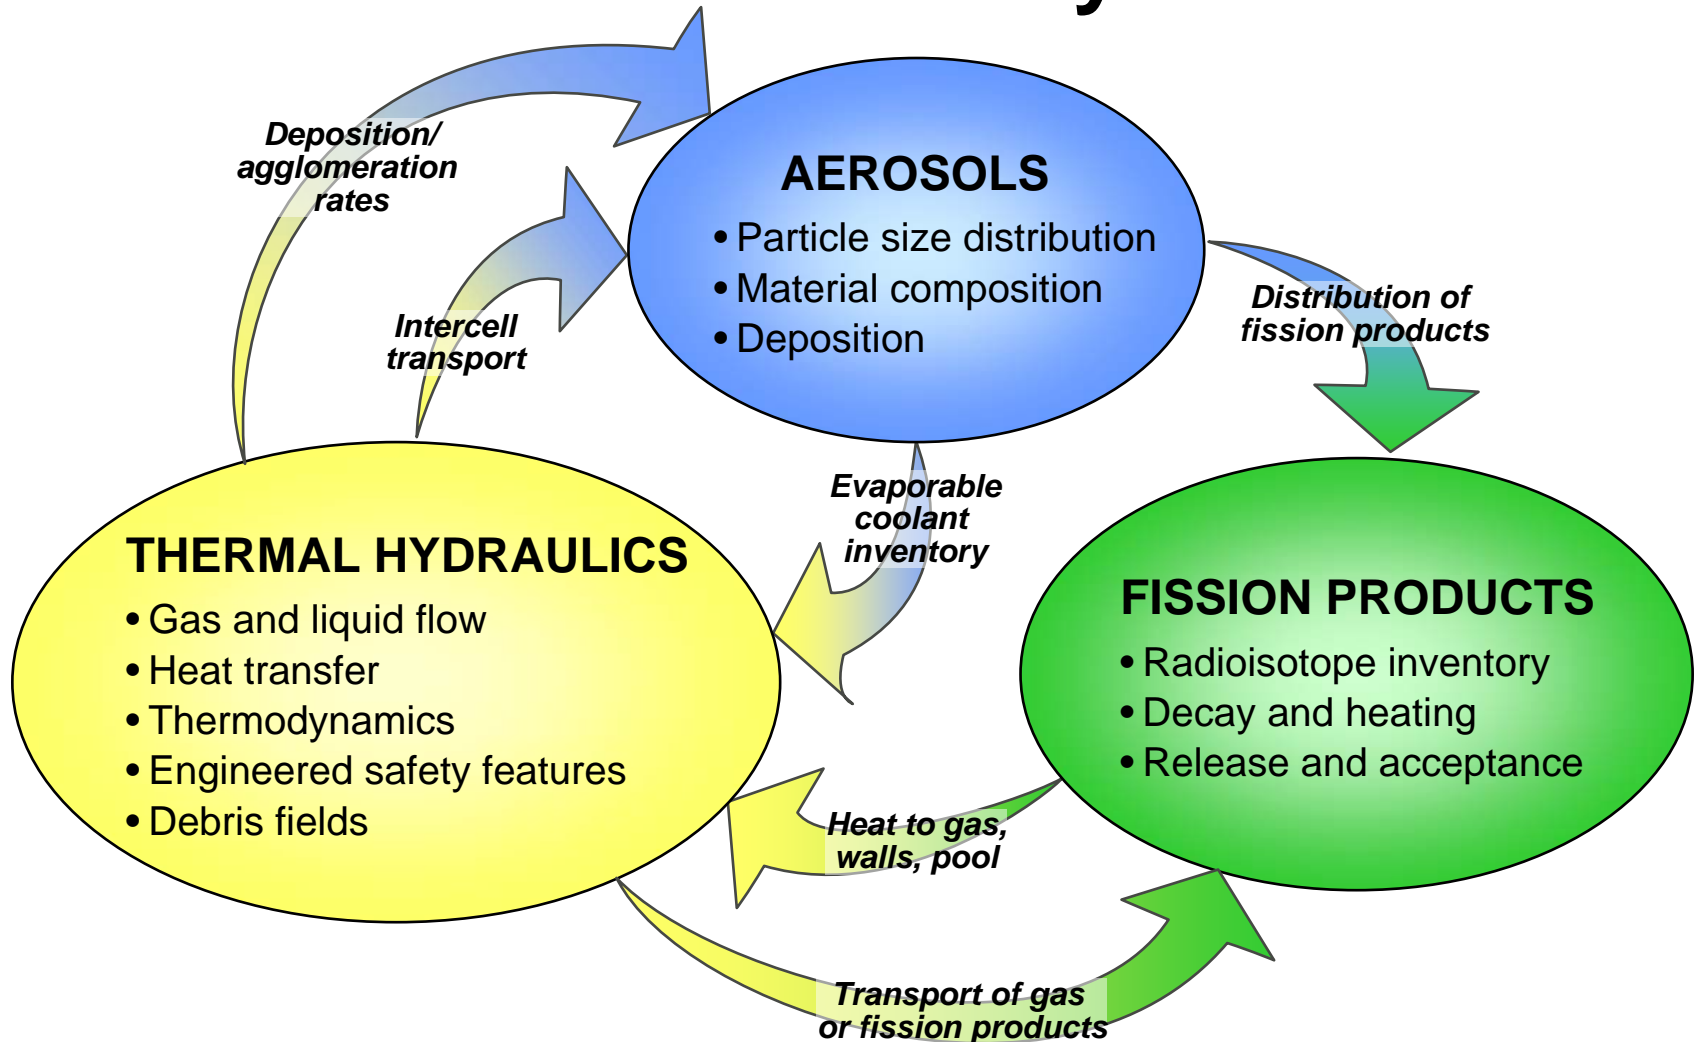 Deposition/
agglomeration
rates
AEROSOLS
• Particle size distribution
• Material composition
• Deposition
Intercell
transport
Distribution of
fission products
Evaporable
coolant
inventory
THERMAL HYDRAULICS
• Gas and liquid flow
• Heat transfer
• Thermodynamics
• Engineered safety features
• Debris fields
FISSION PRODUCTS
• Radioisotope inventory
• Decay and heating
• Release and acceptance
Heat to gas,
walls, pool
Transport of gas
or fission products